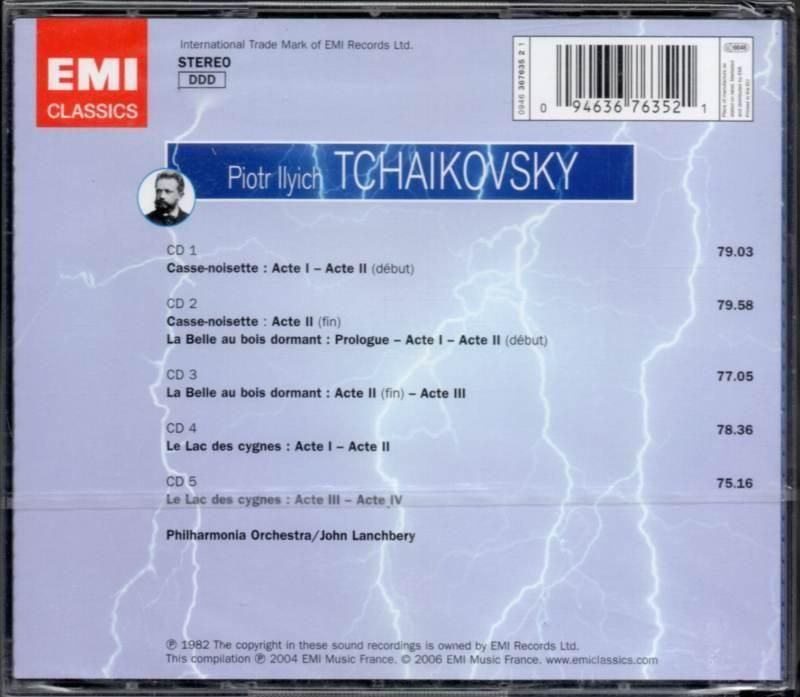 EMI
CLASSICS
International Trade Mark of EMI Records Ltd.
STEREO
DDD
0946 367635 2 1
0 94636 76352 1
Piotr Ilyich TCHAIKOVSKY
CD 1 79.03
Casse-noisette : Acte I – Acte II (début)
CD 2 79.58
Casse-noisette : Acte II (fin)
La Belle au bois dormant : Prologue – Acte I – Acte II (début)
CD 3 77.05
La Belle au bois dormant : Acte II (fin) – Acte III
CD 4 78.36
Le Lac des cygnes : Acte I – Acte II
CD 5 75.16
Le Lac des cygnes : Acte III – Acte IV
Philharmonia Orchestra/John Lanchbery
℗ 1982 The copyright in these sound recordings is owned by EMI Records Ltd.
This compilation ℗ 2004 EMI Music France. © 2006 EMI Music France. www.emiclassics.com